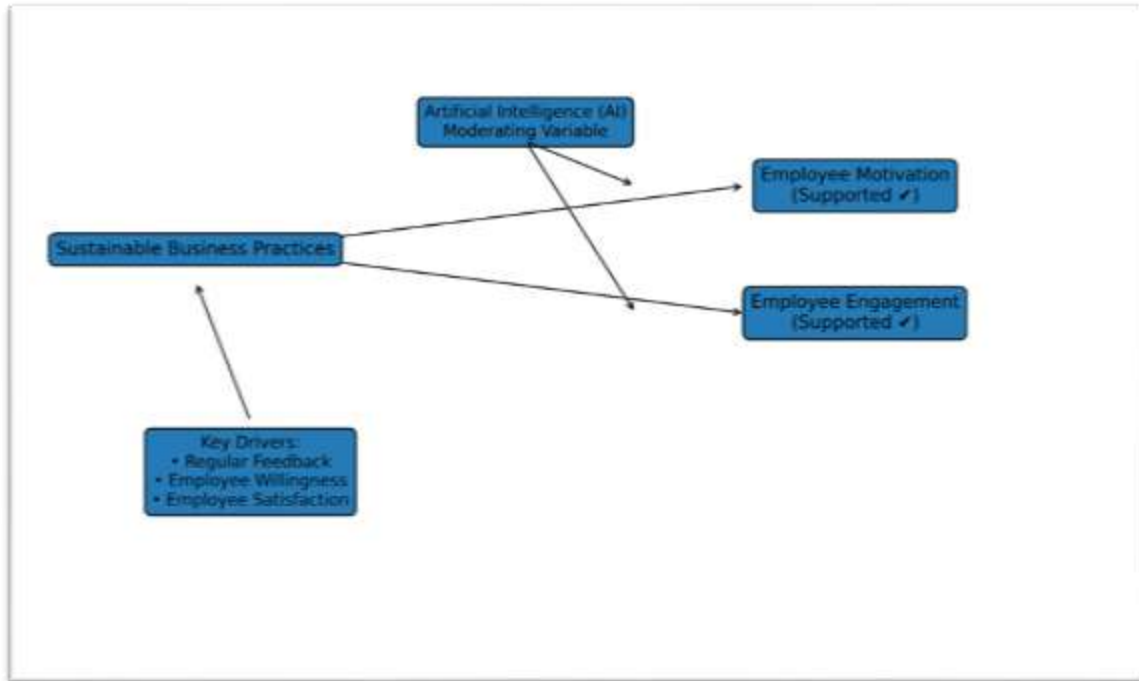 Artificial Intelligence (AI)
Moderating Variable
Employee Motivation
(Supported ✔)
Sustainable Business Practices
Employee Engagement
(Supported ✔)
Key Drivers:
• Regular Feedback
• Employee Willingness
• Employee Satisfaction